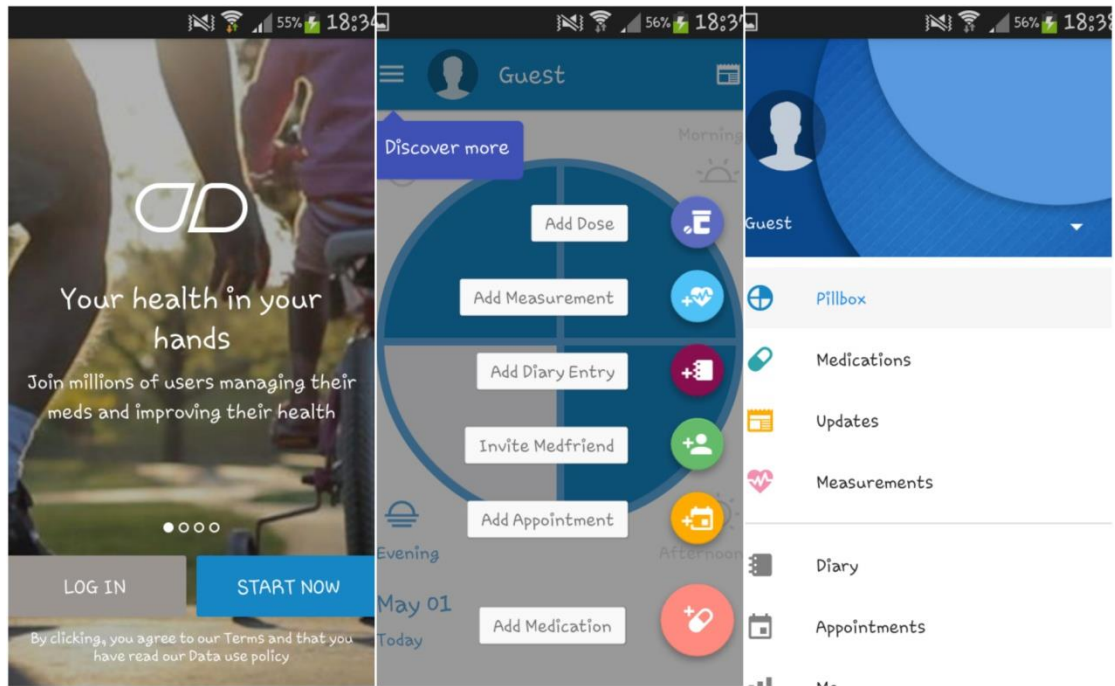 55% 18:34
Your health in your
hands
Join millions of users managing their
meds and improving their health
LOG IN
START NOW
By clicking, you agree to our Terms and that you
have read our Data use policy
56% 18:37
Guest
Discover more
Morning
Add Dose
Add Measurement
Add Diary Entry
Invite Medfriend
Add Appointment
Evening
Afternoon
May 01
Today
Add Medication
56% 18:38
Guest
Pillbox
Medications
Updates
Measurements
Diary
Appointments